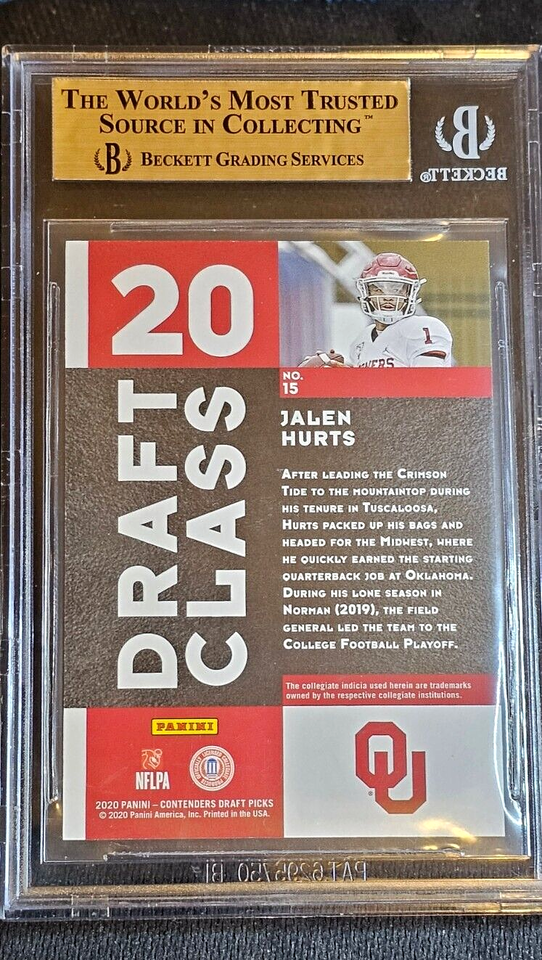 THE WORLD'S MOST TRUSTED
SOURCE IN COLLECTING™
B BECKETT GRADING SERVICES
B
BECKETT®
20
DRAFT
CLASS
1
NO.
15
JALEN
HURTS
AFTER LEADING THE CRIMSON
TIDE TO THE MOUNTAINTOP DURING
HIS TENURE IN TUSCALOOSA,
HURTS PACKED UP HIS BAGS AND
HEADED FOR THE MIDWEST, WHERE
HE QUICKLY EARNED THE STARTING
QUARTERBACK JOB AT OKLAHOMA.
DURING HIS LONE SEASON IN
NORMAN (2019), THE FIELD
GENERAL LED THE TEAM TO THE
COLLEGE FOOTBALL PLAYOFF.
The collegiate indicia used herein are trademarks
owned by the respective collegiate institutions.
PANINI
NFLPA
OU®
2020 PANINI – CONTENDERS DRAFT PICKS
© 2020 Panini America, Inc. Printed in the USA.